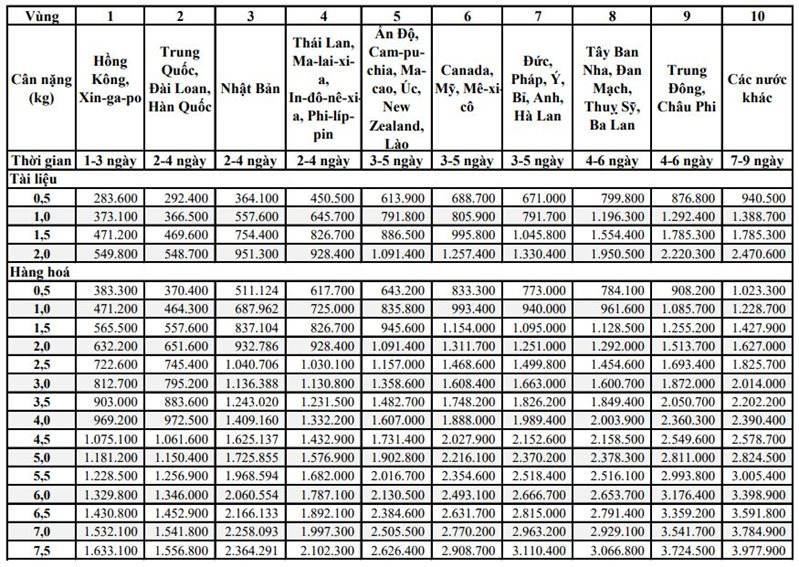 Vùng 1 2 3 4 5 6 7 8 9 10
Cân nặng (kg) Hồng Kông, Xin-ga-po Trung Quốc, Đài Loan, Hàn Quốc Nhật Bản Thái Lan, Ma-lai-xi-a, In-đô-nê-xi-a, Phi-líp-pin Ấn Độ, Cam-pu-chia, Ma-cao, Úc, New Zealand, Lào Canada, Mỹ, Mê-xi-cô Đức, Pháp, Ý, Bỉ, Anh, Hà Lan Tây Ban Nha, Đan Mạch, Thuỵ Sỹ, Ba Lan Trung Đông, Châu Phi Các nước khác
Thời gian 1-3 ngày 2-4 ngày 2-4 ngày 2-4 ngày 3-5 ngày 3-5 ngày 3-5 ngày 4-6 ngày 4-6 ngày 7-9 ngày
Tài liệu
0,5 283.600 292.400 364.100 450.500 613.900 688.700 671.000 799.800 876.800 940.500
1,0 373.100 366.500 557.600 645.700 791.800 805.900 791.700 1.196.300 1.292.400 1.388.700
1,5 471.200 469.600 754.400 826.700 886.500 995.800 1.045.800 1.554.400 1.785.300 1.785.300
2,0 549.800 548.700 951.300 928.400 1.091.400 1.257.400 1.330.400 1.950.500 2.220.300 2.470.600
Hàng hoá
0,5 383.300 370.400 511.124 617.700 643.200 833.300 773.000 784.100 908.200 1.023.300
1,0 471.200 464.300 687.962 725.000 835.800 993.400 940.000 961.600 1.085.700 1.228.700
1,5 565.500 557.600 837.104 826.700 945.600 1.154.000 1.095.000 1.128.500 1.255.200 1.427.900
2,0 632.200 651.600 932.786 928.400 1.091.400 1.311.700 1.251.000 1.292.000 1.513.700 1.627.000
2,5 722.600 745.400 1.040.706 1.030.100 1.157.000 1.468.600 1.499.800 1.454.600 1.693.400 1.825.700
3,0 812.700 795.200 1.136.388 1.130.800 1.358.600 1.608.400 1.663.000 1.600.700 1.872.000 2.014.000
3,5 903.000 883.600 1.243.020 1.231.500 1.482.700 1.748.200 1.826.200 1.849.400 2.050.700 2.202.200
4,0 969.200 972.500 1.409.160 1.332.200 1.607.000 1.888.000 1.989.400 2.003.900 2.360.300 2.390.400
4,5 1.075.100 1.061.600 1.625.137 1.432.900 1.731.400 2.027.900 2.152.600 2.158.500 2.549.600 2.578.700
5,0 1.181.200 1.150.400 1.725.855 1.576.900 1.902.800 2.216.100 2.370.200 2.378.300 2.811.000 2.824.500
5,5 1.228.500 1.256.900 1.968.594 1.682.000 2.016.700 2.354.600 2.518.400 2.516.100 2.993.800 3.005.400
6,0 1.329.800 1.346.000 2.060.554 1.787.100 2.130.500 2.493.100 2.666.700 2.653.700 3.176.400 3.398.900
6,5 1.430.800 1.452.900 2.166.133 1.892.100 2.384.600 2.631.700 2.815.000 2.791.400 3.359.200 3.591.800
7,0 1.532.100 1.541.800 2.258.093 1.997.300 2.505.500 2.770.200 2.963.200 2.929.100 3.541.700 3.784.900
7,5 1.633.100 1.556.800 2.364.291 2.102.300 2.626.400 2.908.700 3.110.400 3.066.800 3.724.500 3.977.900